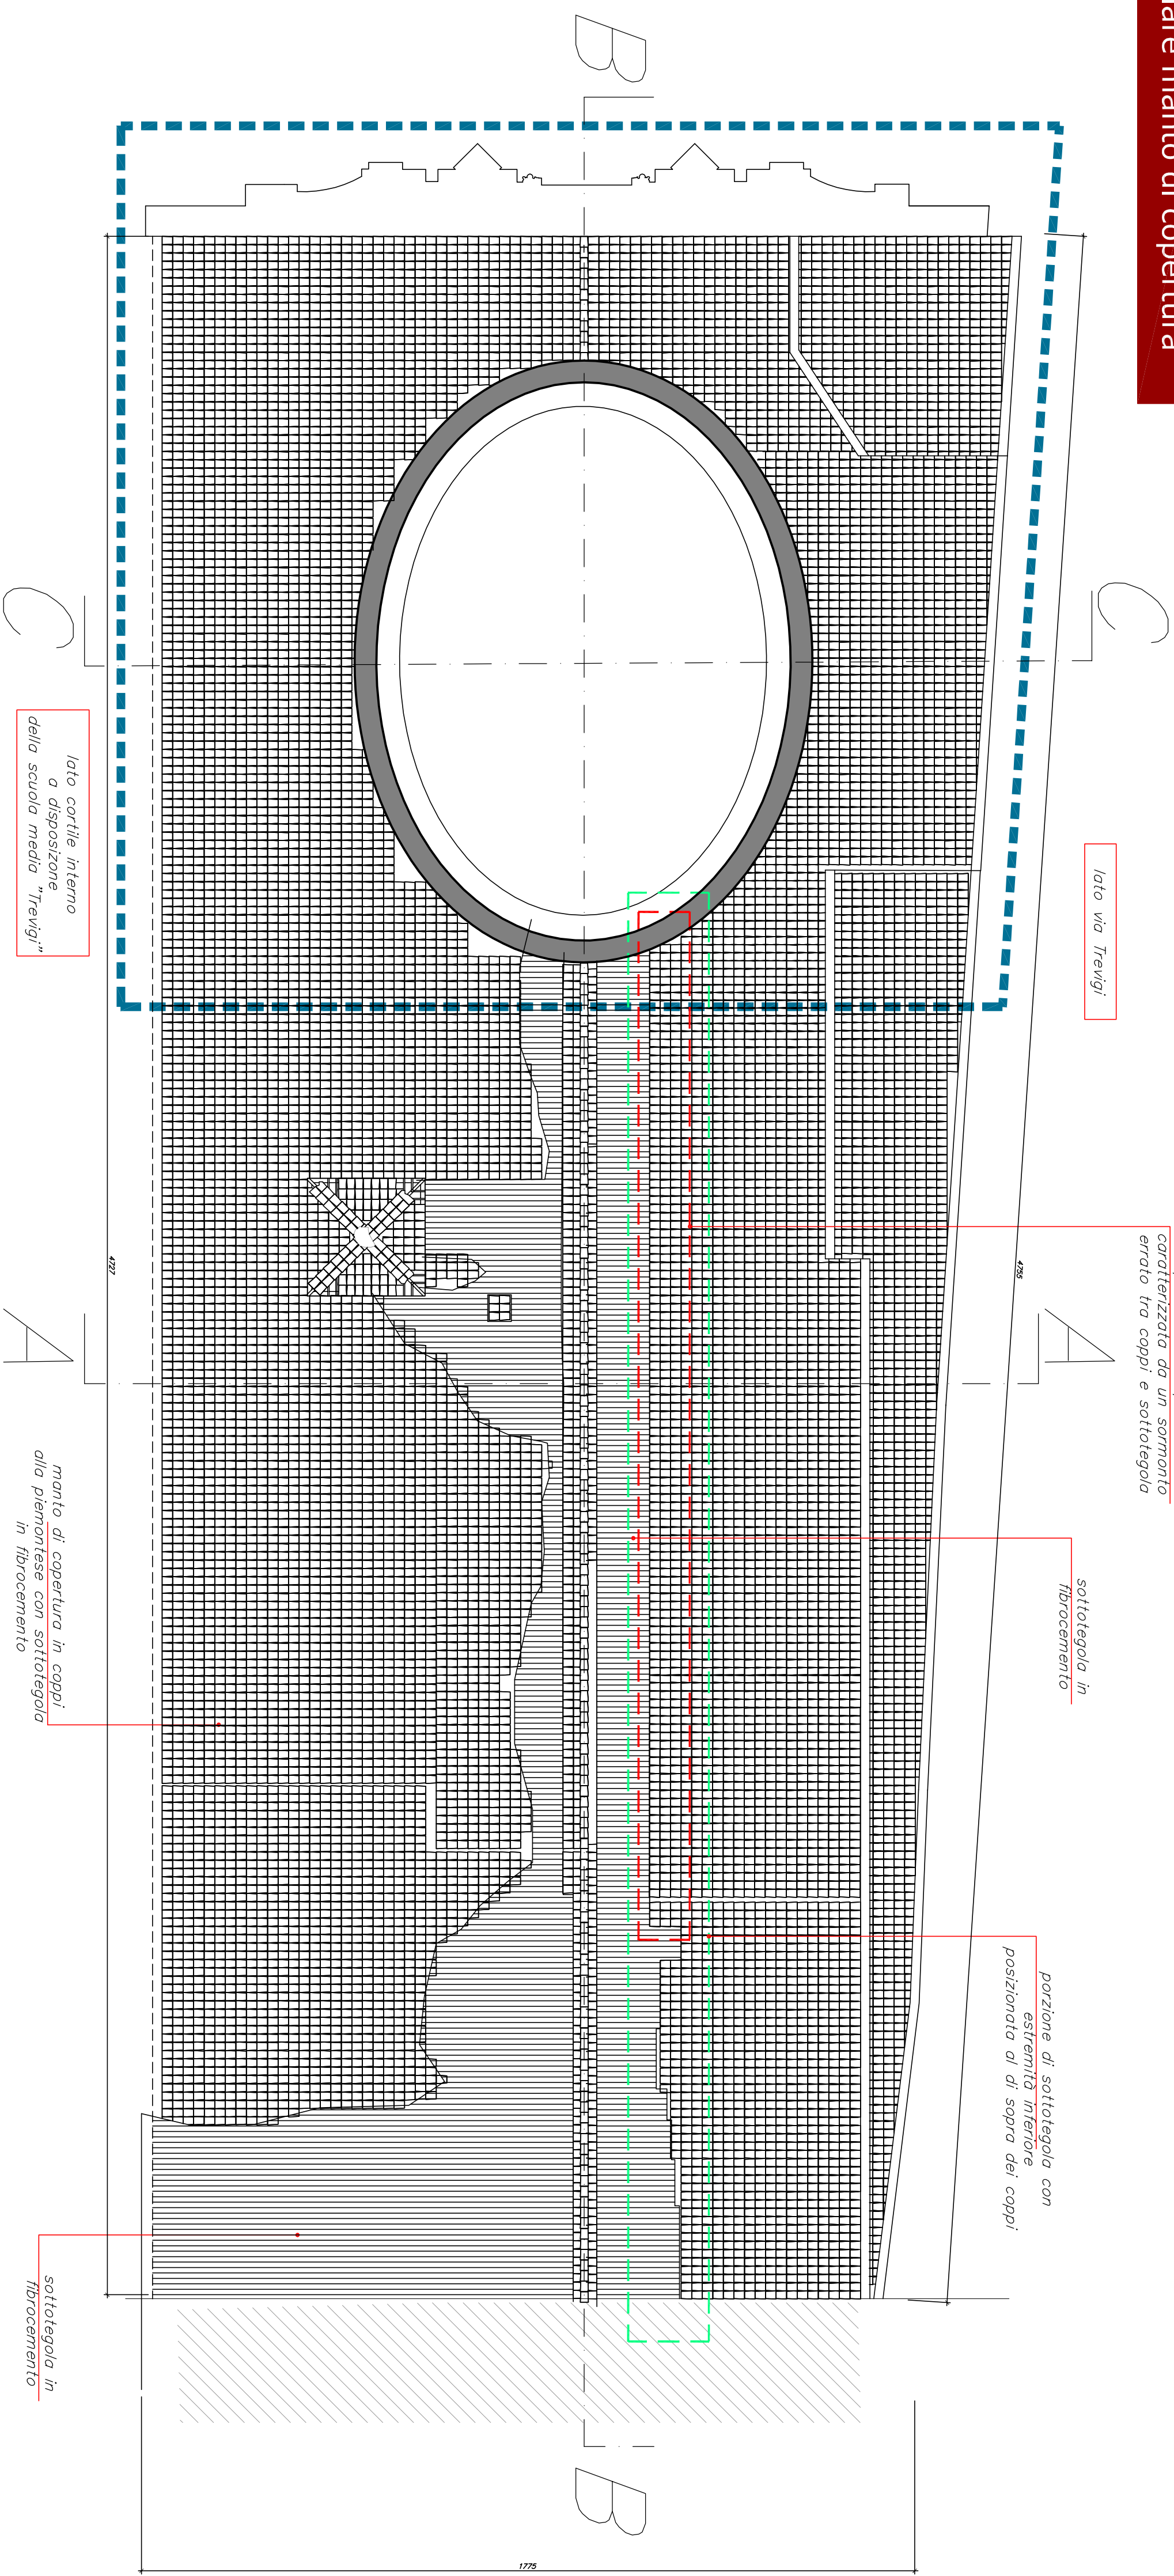 manto di copertura
B
C
C
lato via Trevigi
lato cortile interno
a disposizone
della scuola media "Trevigi"
caratterizzata da un sormonto
errato tra coppi e sottotegola
4755
4727
A
A
sottotegola in
fibrocemento
manto di copertura in coppi
alla piemontese con sottotegola
in fibrocemento
porzione di sottotegola con
estremità inferiore
posizionata al di sopra dei coppi
sottotegola in
fibrocemento
B
1775